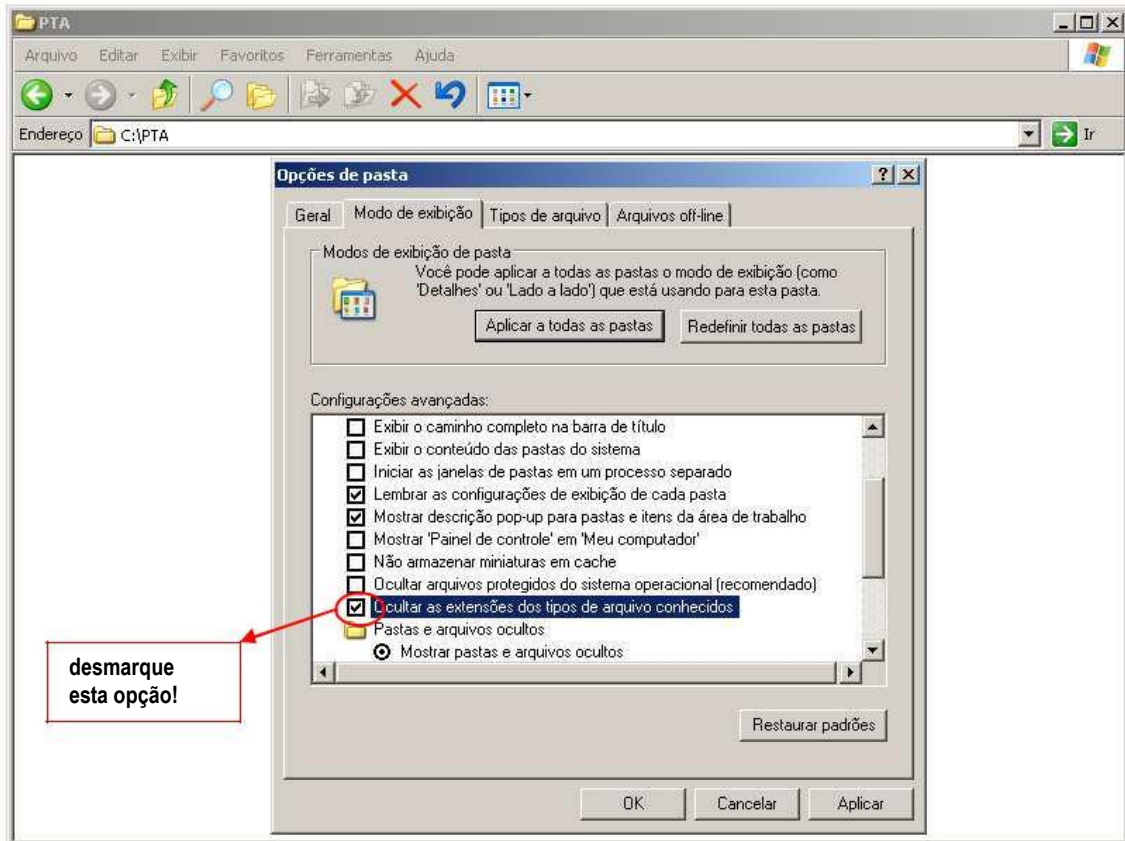 PTA
Arquivo Editar Exibir Favoritos Ferramentas Ajuda
Endereço C:\PTA Ir
Opções de pasta
Geral Modo de exibição Tipos de arquivo Arquivos off-line
Modos de exibição de pasta
Você pode aplicar a todas as pastas o modo de exibição (como
'Detalhes' ou 'Lado a lado') que está usando para esta pasta.
Aplicar a todas as pastas Redefinir todas as pastas
Configurações avançadas:
Exibir o caminho completo na barra de título
Exibir o conteúdo das pastas do sistema
Iniciar as janelas de pastas em um processo separado
Lembrar as configurações de exibição de cada pasta
Mostrar descrição pop-up para pastas e itens da área de trabalho
Mostrar 'Painel de controle' em 'Meu computador'
Não armazenar miniaturas em cache
Ocultar arquivos protegidos do sistema operacional (recomendado)
Ocultar as extensões dos tipos de arquivo conhecidos
Pastas e arquivos ocultos
Mostrar pastas e arquivos ocultos
desmarque
esta opção!
Restaurar padrões
OK Cancelar Aplicar